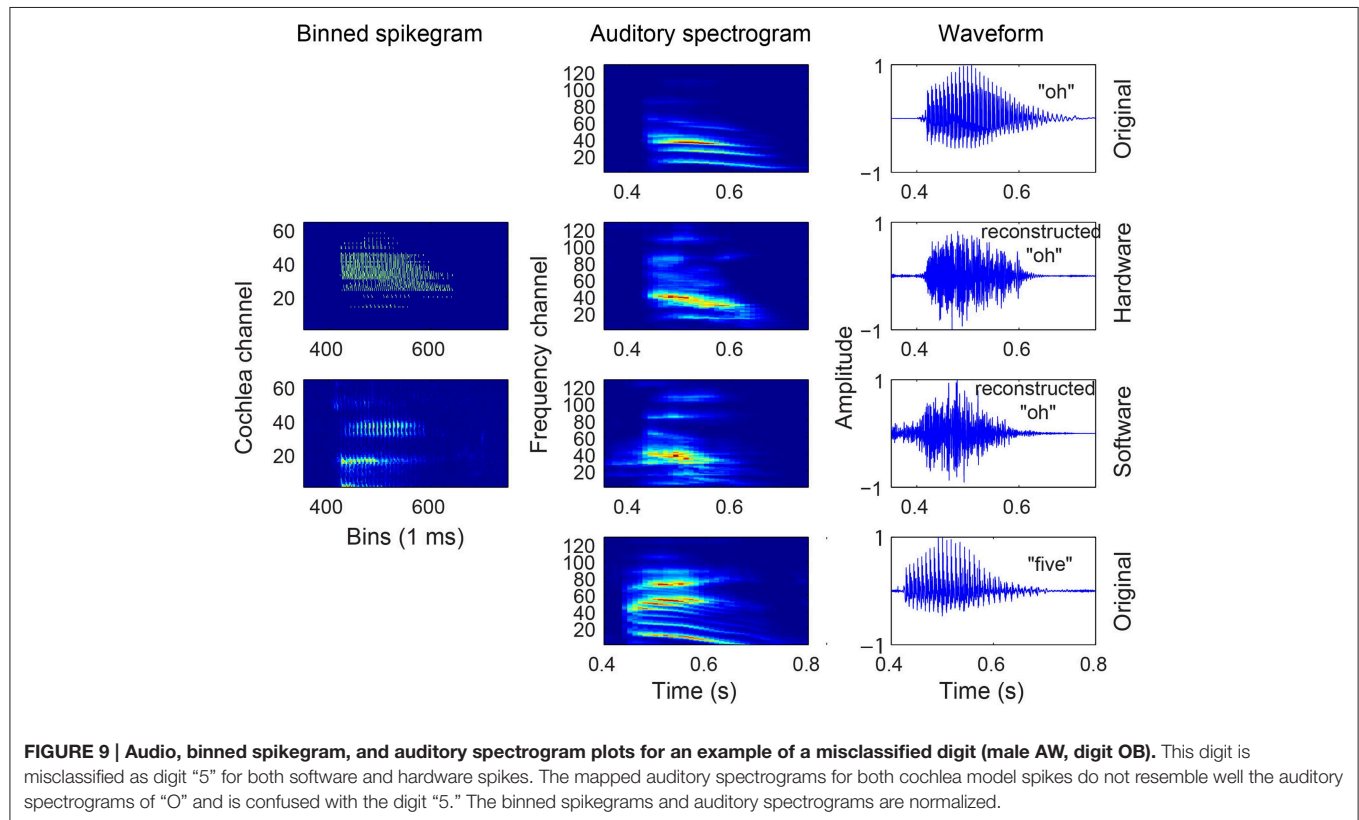 Binned spikegram
Auditory spectrogram
Waveform
120
100
80
60
40
20
0.4 0.6
1
"oh"
−1
0.4 0.6
Original
60
40
20
400 600
120
100
80
60
40
20
0.4 0.6
1
reconstructed
"oh"
-1
0.4 0.6
Hardware
Cochlea channel
Frequency channel
Amplitude
60
40
20
400 600
Bins (1 ms)
120
100
80
60
40
20
0.4 0.6
1
reconstructed
"oh"
−1
0.4 0.6
Software
120
100
80
60
40
20
0.4 0.6 0.8
Time (s)
1
"five"
−1
0.4 0.6 0.8
Time (s)
Original
FIGURE 9 | Audio, binned spikegram, and auditory spectrogram plots for an example of a misclassified digit (male AW, digit OB). This digit is
misclassified as digit “5” for both software and hardware spikes. The mapped auditory spectrograms for both cochlea model spikes do not resemble well the auditory
spectrograms of “O” and is confused with the digit “5.” The binned spikegrams and auditory spectrograms are normalized.